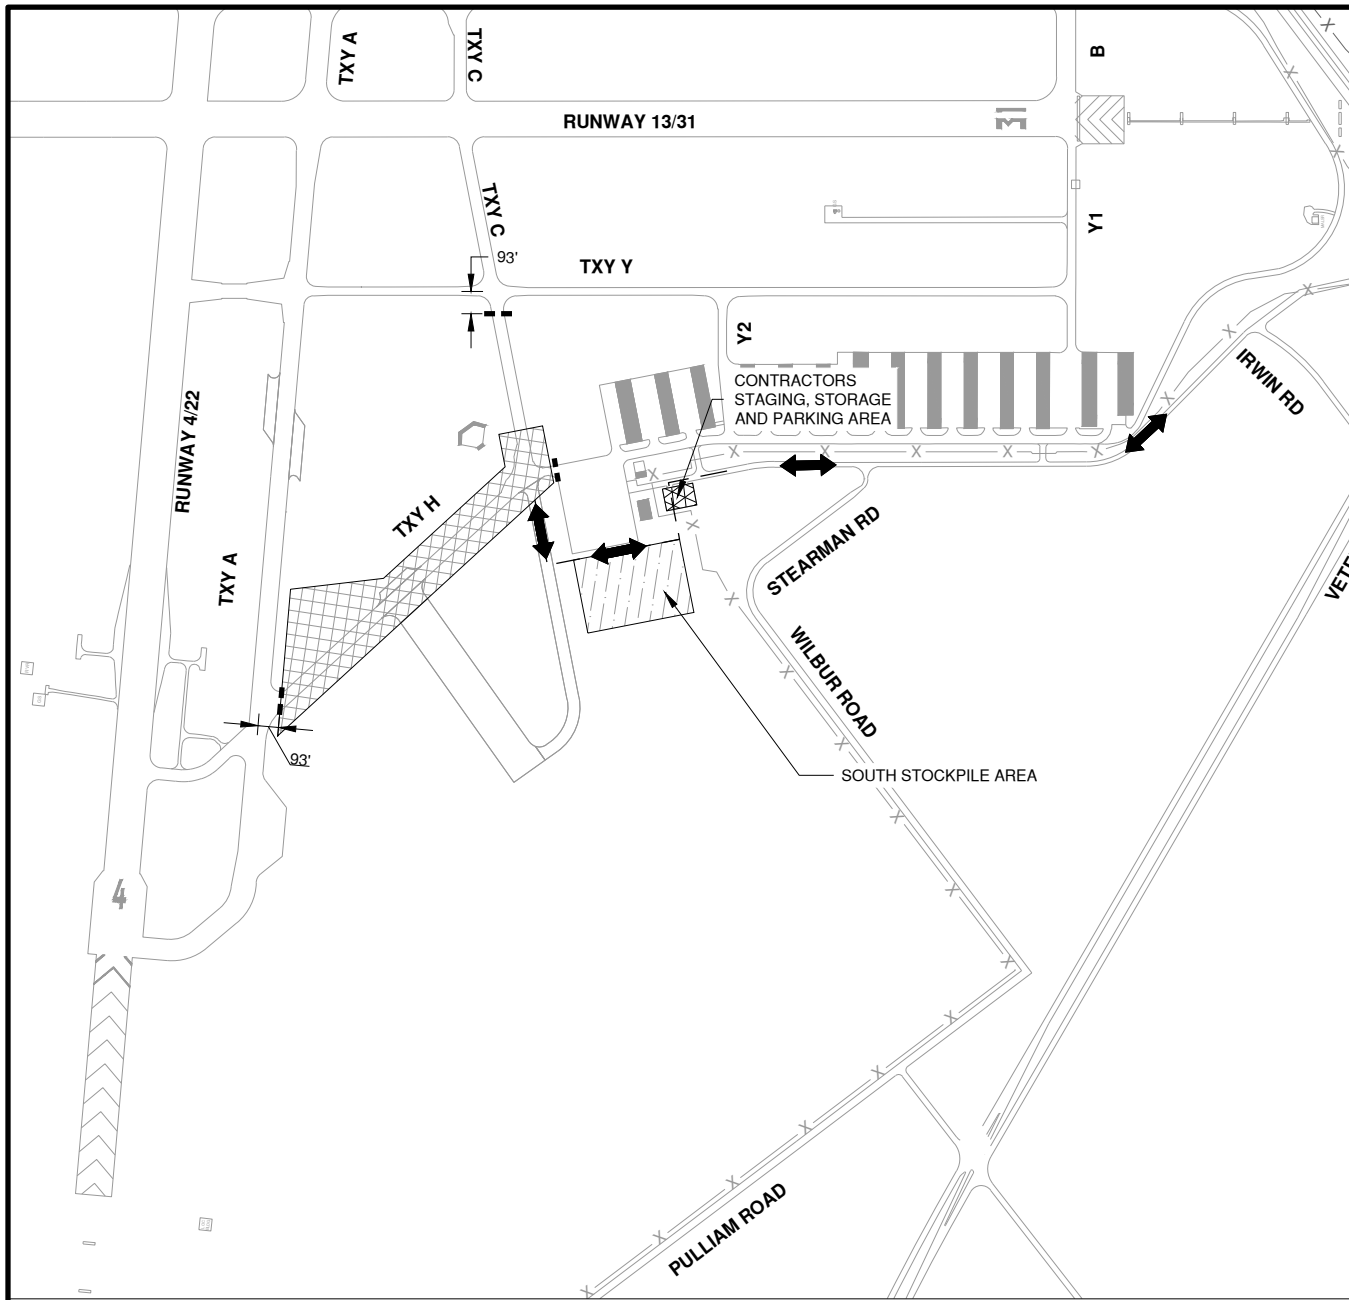 TXY A
TXY C
B
RUNWAY 13/31
31
TXY C
Y1
93'
TXY Y
Y2
CONTRACTORS
STAGING, STORAGE
AND PARKING AREA
IRWIN RD
RUNWAY 4/22
TXY H
STEARMAN RD
TXY A
WILBUR ROAD
93'
SOUTH STOCKPILE AREA
4
PULLIAM ROAD